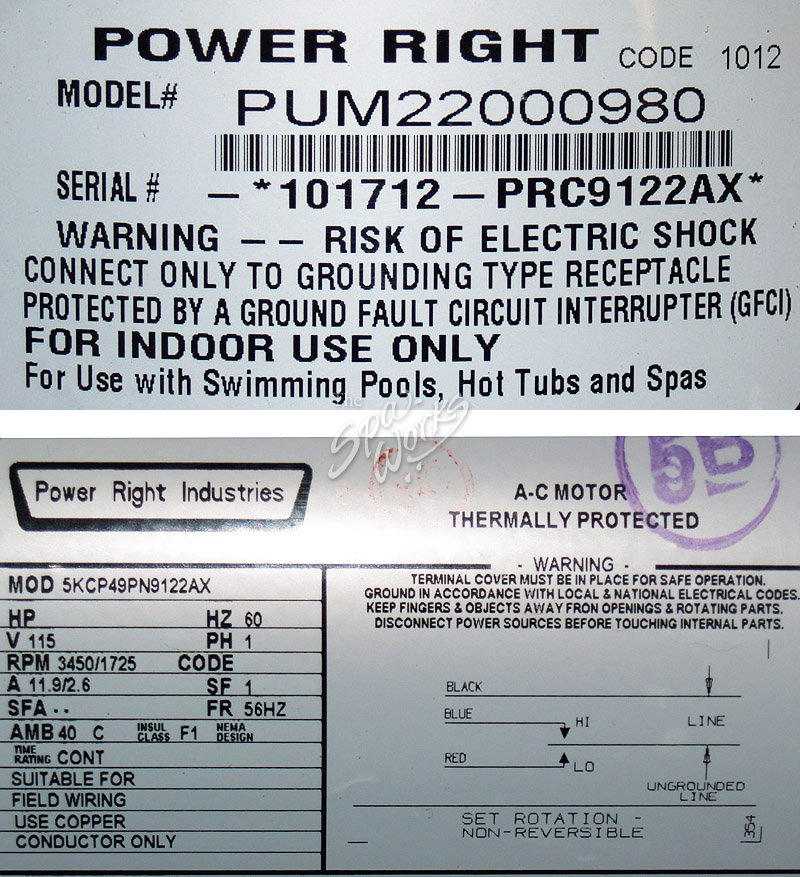 POWER RIGHT CODE 1012
MODEL# PUM22000980
SERIAL # – *101712 – PRC9122AX*
WARNING – – RISK OF ELECTRIC SHOCK
CONNECT ONLY TO GROUNDING TYPE RECEPTACLE
PROTECTED BY A GROUND FAULT CIRCUIT INTERRUPTER (GFCI)
FOR INDOOR USE ONLY
For Use with Swimming Pools, Hot Tubs and Spas
The
Spa Works
Power Right Industries
5B
A-C MOTOR
THERMALLY PROTECTED
MOD 5KCP49PN9122AX
HP HZ 60
V 115 PH 1
RPM 3450/1725 CODE
A 11.9/2.6 SF 1
SFA -- FR 56HZ
AMB 40 C INSUL CLASS F1 NEMA DESIGN
TIME RATING CONT
SUITABLE FOR
FIELD WIRING
USE COPPER
CONDUCTOR ONLY
- WARNING -
TERMINAL COVER MUST BE IN PLACE FOR SAFE OPERATION.
GROUND IN ACCORDANCE WITH LOCAL & NATIONAL ELECTRICAL CODES.
KEEP FINGERS & OBJECTS AWAY FRON OPENINGS & ROTATING PARTS.
DISCONNECT POWER SOURCES BEFORE TOUCHING INTERNAL PARTS.
BLACK
BLUE HI LINE
RED LO
UNGROUNDED
LINE
SET ROTATION -
NON-REVERSIBLE
354